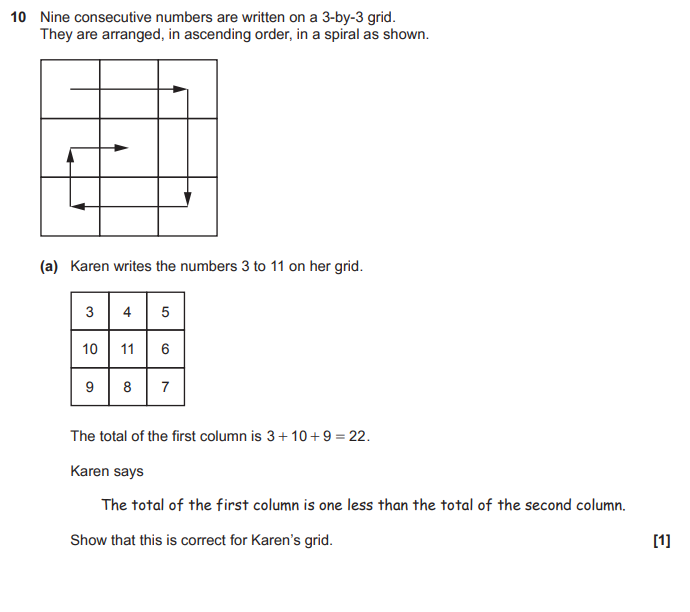 10 Nine consecutive numbers are written on a 3-by-3 grid.
They are arranged, in ascending order, in a spiral as shown.
(a) Karen writes the numbers 3 to 11 on her grid.
3 4 5
10 11 6
9 8 7
The total of the first column is 3 + 10 + 9 = 22.
Karen says
The total of the first column is one less than the total of the second column.
Show that this is correct for Karen's grid. [1]